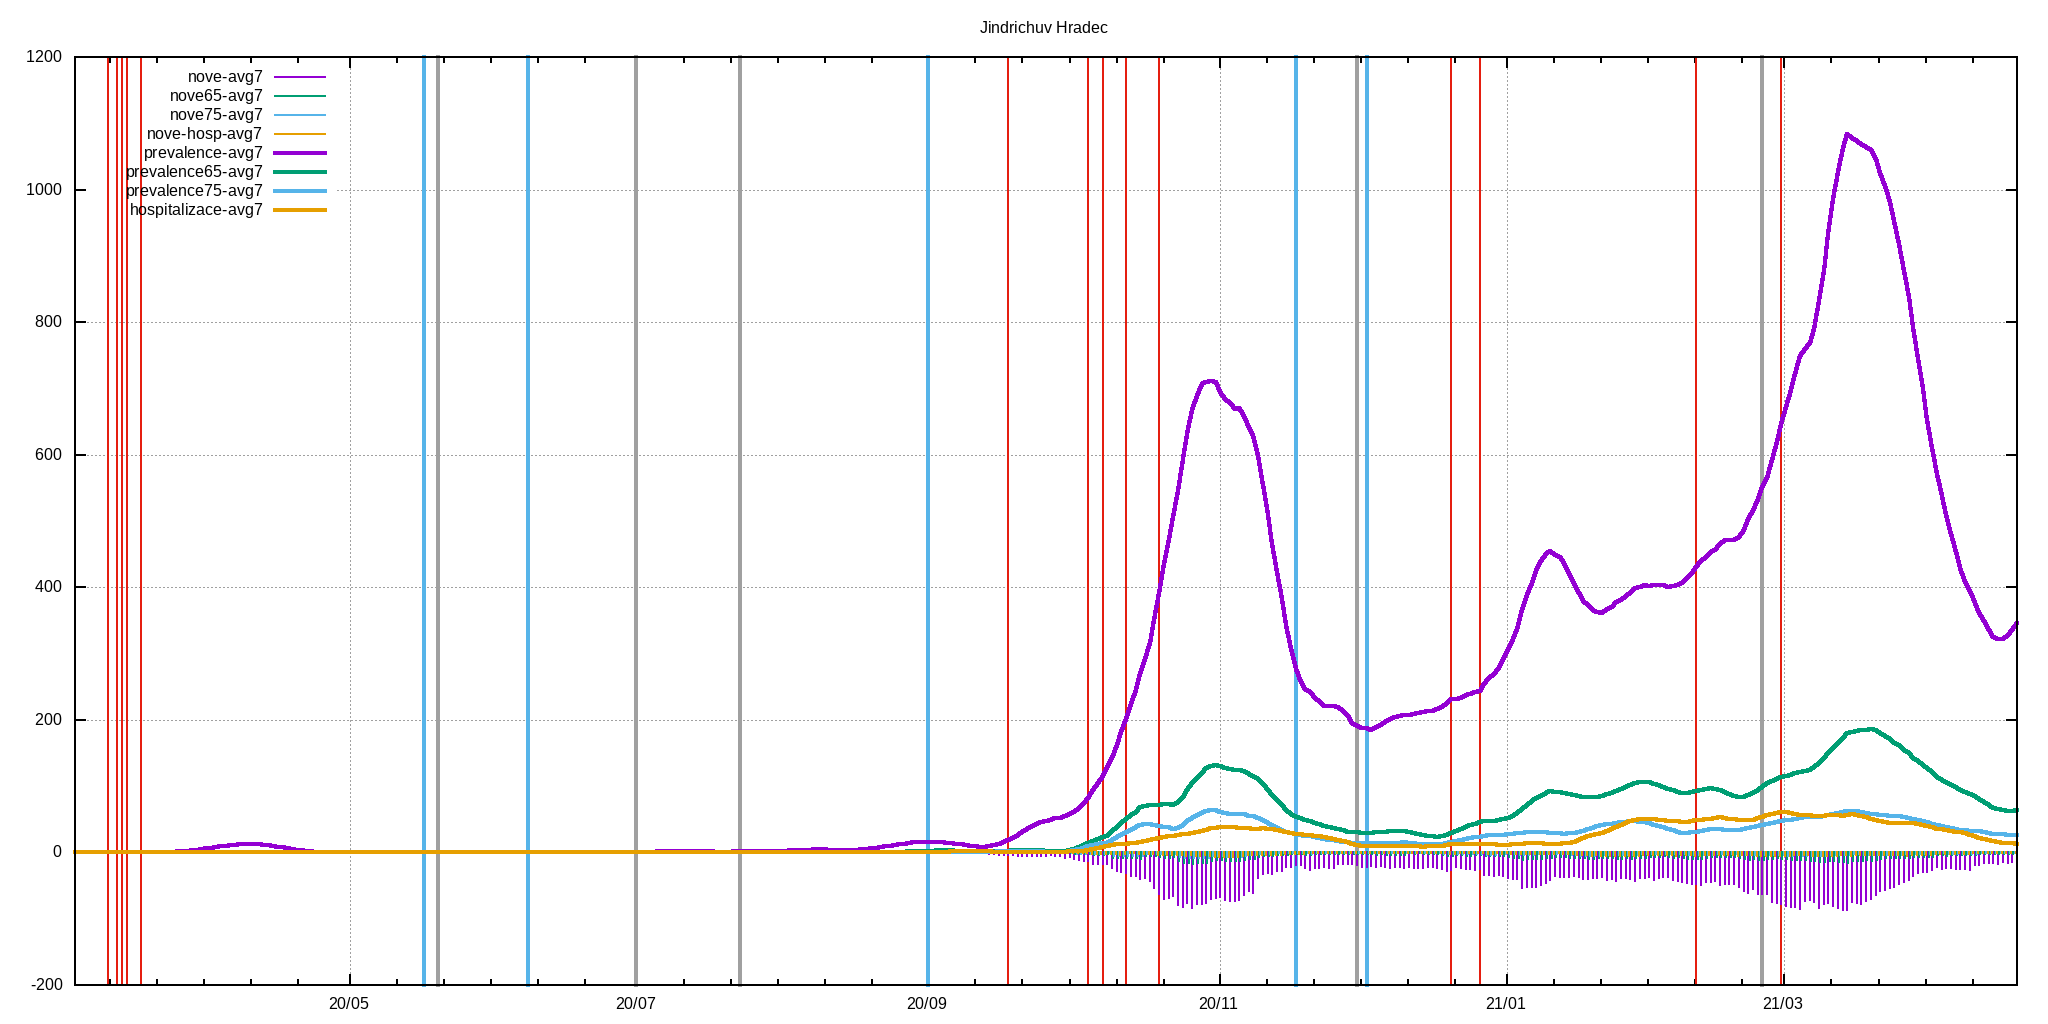 Jindrichuv Hradec
1200
1000
800
600
400
200
0
-200
nove-avg7
nove65-avg7
nove75-avg7
nove-hosp-avg7
prevalence-avg7
prevalence65-avg7
prevalence75-avg7
hospitalizace-avg7
20/05
20/07
20/09
20/11
21/01
21/03